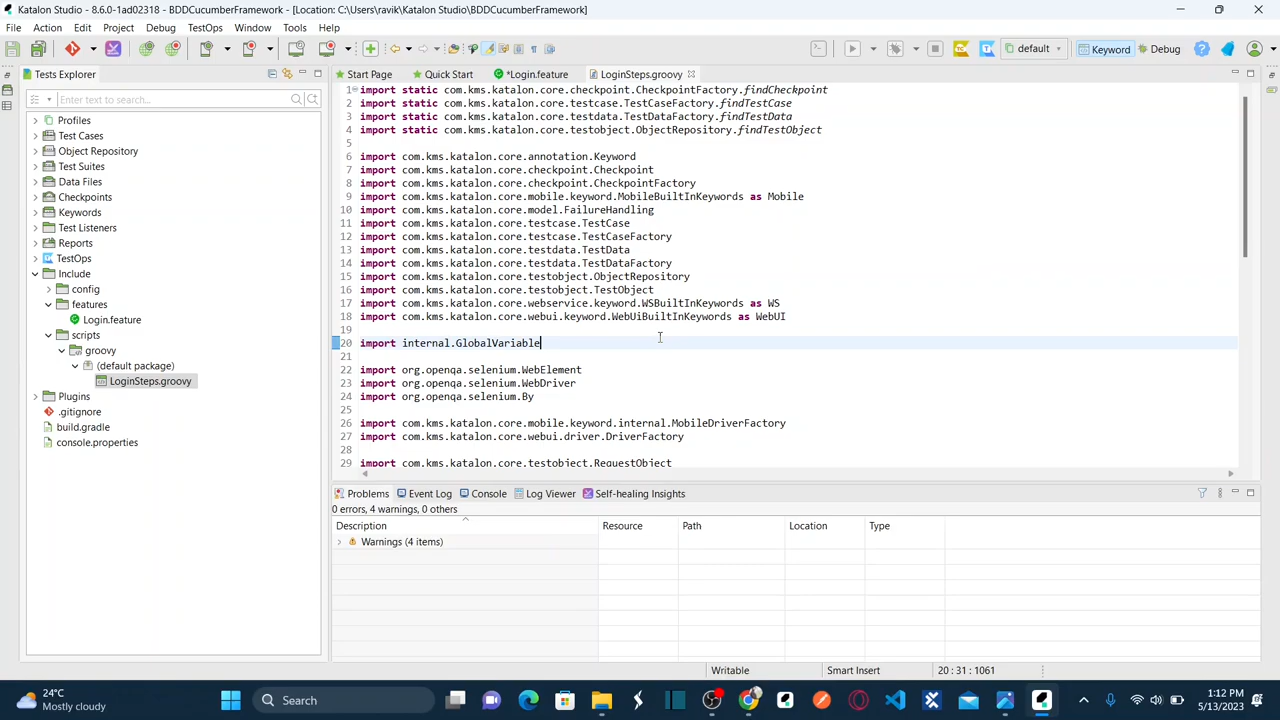 Katalon Studio - 8.6.0-1ad02318 - BDDCucumberFramework - [Location: C:\Users\ravik\Katalon Studio\BDDCucumberFramework]
File Action Edit Project Debug TestOps Window Tools Help
default Keyword Debug
Tests Explorer
Enter text to search...
Profiles
Test Cases
Object Repository
Test Suites
Data Files
Checkpoints
Keywords
Test Listeners
Reports
TestOps
Include
config
features
Login.feature
scripts
groovy
(default package)
LoginSteps.groovy
Plugins
.gitignore
build.gradle
console.properties
Start Page Quick Start *Login.feature LoginSteps.groovy
1 import static com.kms.katalon.core.checkpoint.CheckpointFactory.findCheckpoint
2 import static com.kms.katalon.core.testcase.TestCaseFactory.findTestCase
3 import static com.kms.katalon.core.testdata.TestDataFactory.findTestData
4 import static com.kms.katalon.core.testobject.ObjectRepository.findTestObject
5
6 import com.kms.katalon.core.annotation.Keyword
7 import com.kms.katalon.core.checkpoint.Checkpoint
8 import com.kms.katalon.core.checkpoint.CheckpointFactory
9 import com.kms.katalon.core.mobile.keyword.MobileBuiltInKeywords as Mobile
10 import com.kms.katalon.core.model.FailureHandling
11 import com.kms.katalon.core.testcase.TestCase
12 import com.kms.katalon.core.testcase.TestCaseFactory
13 import com.kms.katalon.core.testdata.TestData
14 import com.kms.katalon.core.testdata.TestDataFactory
15 import com.kms.katalon.core.testobject.ObjectRepository
16 import com.kms.katalon.core.testobject.TestObject
17 import com.kms.katalon.core.webservice.keyword.WSBuiltInKeywords as WS
18 import com.kms.katalon.core.webui.keyword.WebUiBuiltInKeywords as WebUI
19
20 import internal.GlobalVariable
21
22 import org.openqa.selenium.WebElement
23 import org.openqa.selenium.WebDriver
24 import org.openqa.selenium.By
25
26 import com.kms.katalon.core.mobile.keyword.internal.MobileDriverFactory
27 import com.kms.katalon.core.webui.driver.DriverFactory
28
29 import com.kms.katalon.core.testobject.RequestObject
Problems Event Log Console Log Viewer Self-healing Insights
0 errors, 4 warnings, 0 others
Description Resource Path Location Type
Warnings (4 items)
Writable Smart Insert 20 : 31 : 1061
24°C
Mostly cloudy
Search
1:12 PM
5/13/2023